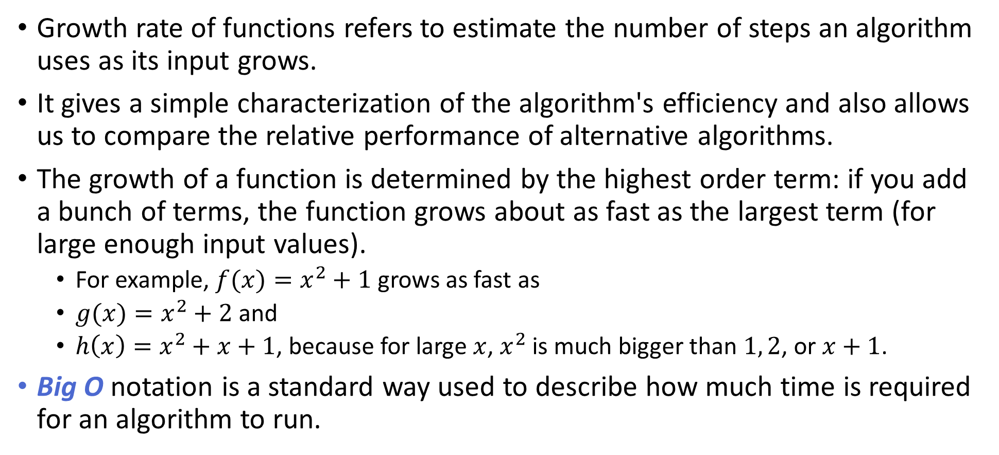 • Growth rate of functions refers to estimate the number of steps an algorithm
uses as its input grows.
• It gives a simple characterization of the algorithm's efficiency and also allows
us to compare the relative performance of alternative algorithms.
• The growth of a function is determined by the highest order term: if you add
a bunch of terms, the function grows about as fast as the largest term (for
large enough input values).
• For example, f(x) = x² + 1 grows as fast as
• g(x) = x² + 2 and
• h(x) = x² + x + 1, because for large x, x² is much bigger than 1, 2, or x + 1.
• Big O notation is a standard way used to describe how much time is required
for an algorithm to run.